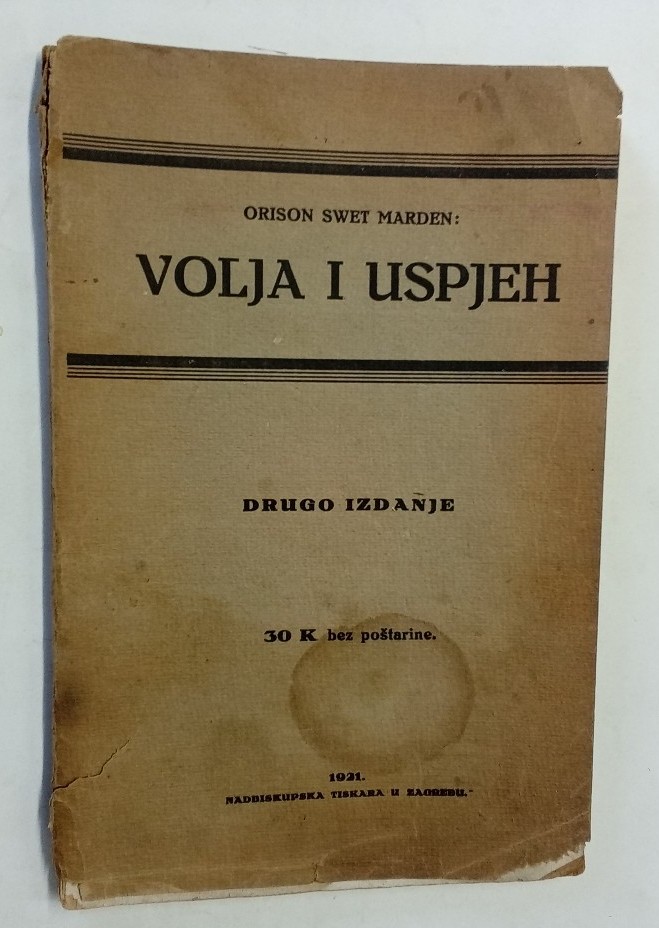 ORISON SWET MARDEN:
VOLJA I USPJEH
DRUGO IZDANJE
30 K bez poštarine.
1921.
NADBISKUPSKA TISKARA U ZAGREBU.